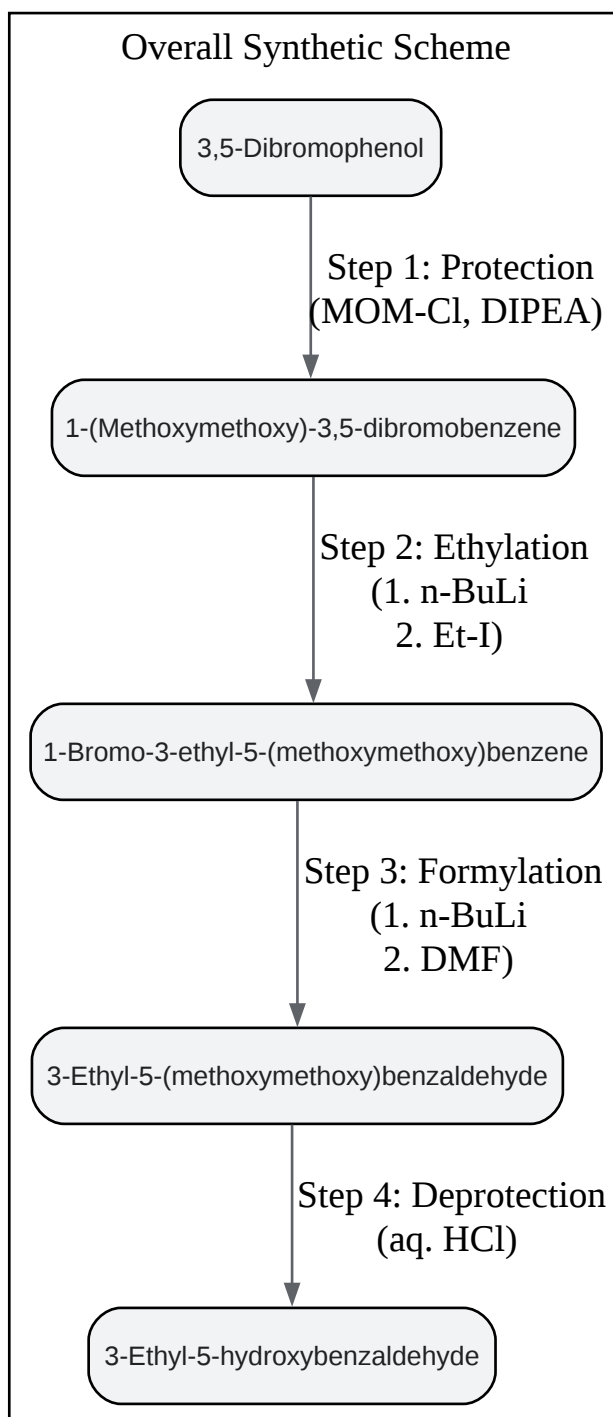 Overall Synthetic Scheme
3,5-Dibromophenol
Step 1: Protection
(MOM-Cl, DIPEA)
1-(Methoxymethoxy)-3,5-dibromobenzene
Step 2: Ethylation
(1. n-BuLi
2. Et-I)
1-Bromo-3-ethyl-5-(methoxymethoxy)benzene
Step 3: Formylation
(1. n-BuLi
2. DMF)
3-Ethyl-5-(methoxymethoxy)benzaldehyde
Step 4: Deprotection
(aq. HCl)
3-Ethyl-5-hydroxybenzaldehyde